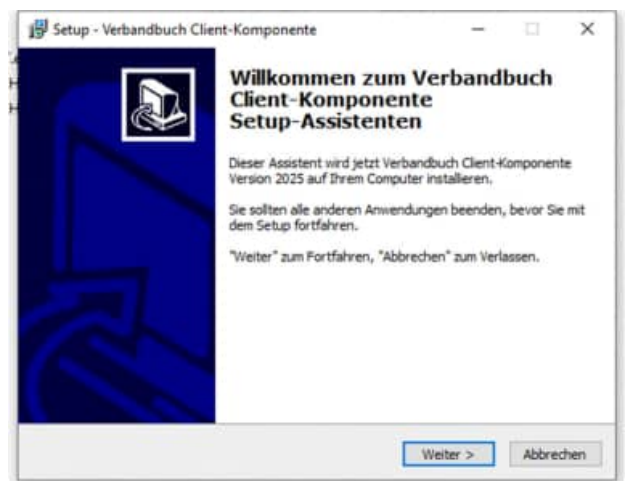 Setup - Verbandbuch Client-Komponente
Willkommen zum Verbandbuch
Client-Komponente
Setup-Assistenten
Dieser Assistent wird jetzt Verbandbuch Client-Komponente
Version 2025 auf Ihrem Computer installieren.
Sie sollten alle anderen Anwendungen beenden, bevor Sie mit
dem Setup fortfahren.
"Weiter" zum Fortfahren, "Abbrechen" zum Verlassen.
Weiter > Abbrechen